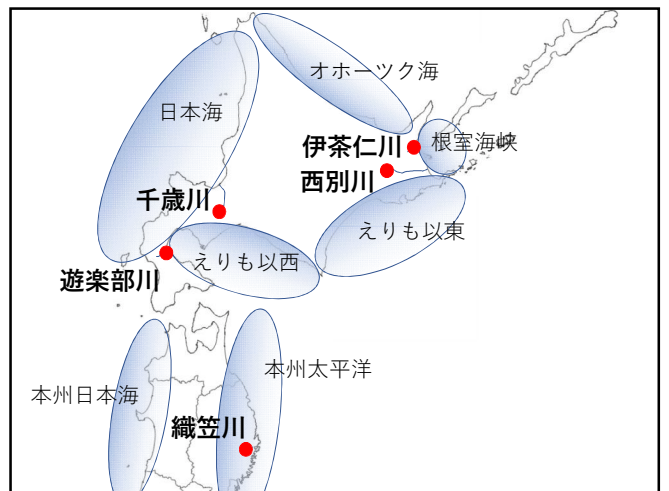 オホーツク海
日本海
伊茶仁川
根室海峡
西別川
千歳川
えりも以東
えりも以西
遊楽部川
本州太平洋
本州日本海
織笠川